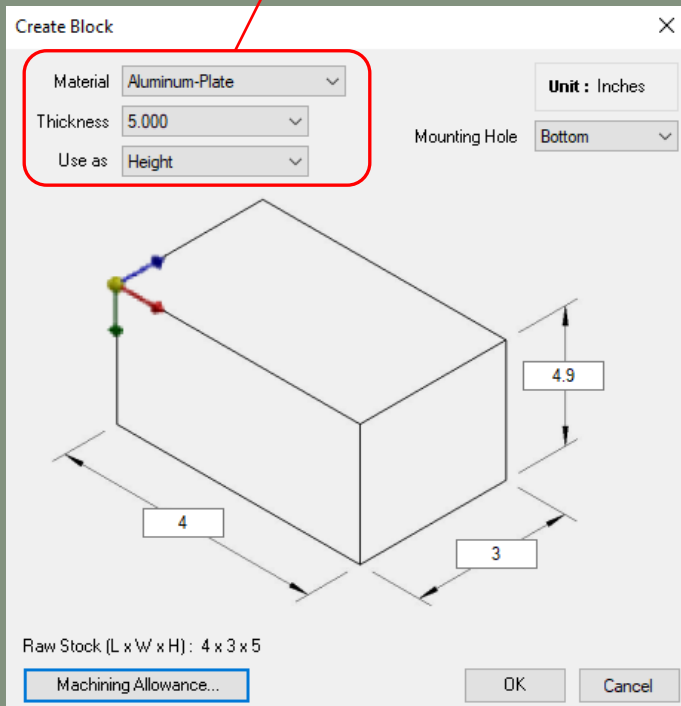 Create Block
Material Aluminum-Plate
Unit : Inches
Thickness 5.000
Mounting Hole Bottom
Use as Height
4.9
4
3
Raw Stock (L x W x H) : 4 x 3 x 5
Machining Allowance...
OK
Cancel